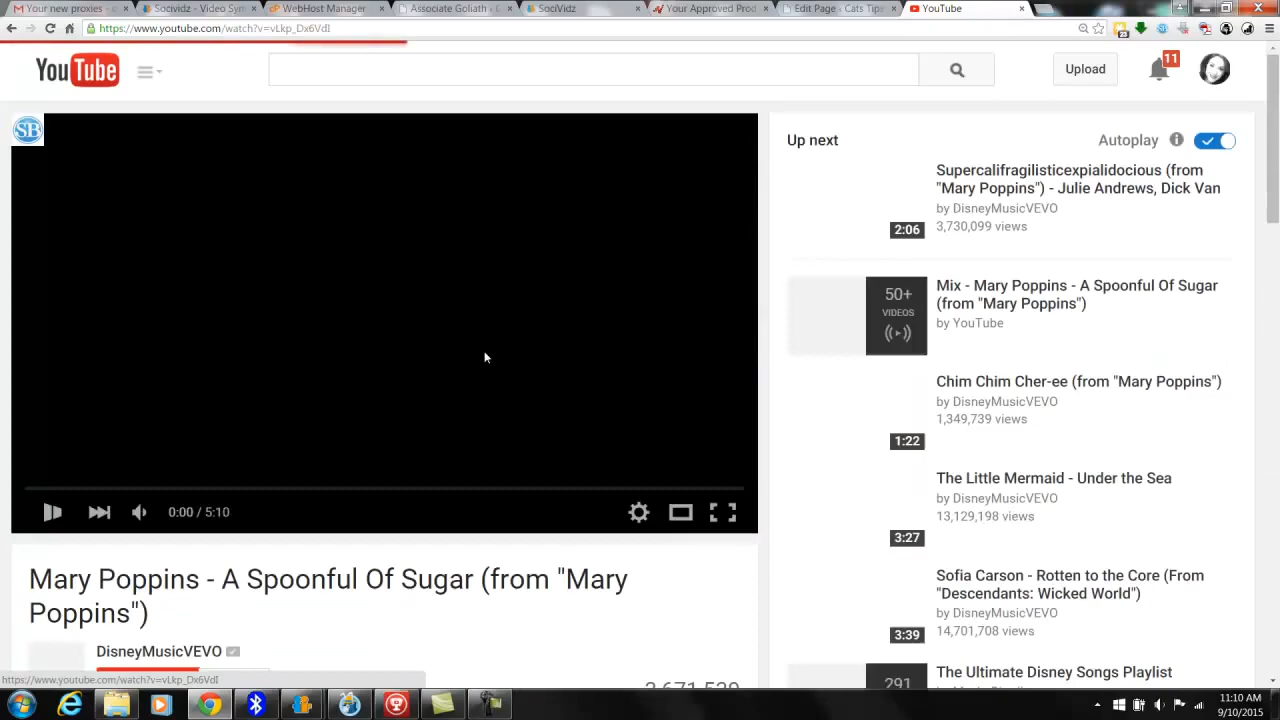 Your new proxies -
Socividz - Video Syn
WebHost Manager
Associate Goliath -
SociVidz
Your Approved Prod
Edit Page - Cats Tips
YouTube
https://www.youtube.com/watch?v=vLkp_Dx6VdI
YouTube
Upload
11
SB
Up next
Autoplay
Supercalifragilisticexpialidocious (from
"Mary Poppins") - Julie Andrews, Dick Van
by DisneyMusicVEVO
3,730,099 views
2:06
50+
VIDEOS
Mix - Mary Poppins - A Spoonful Of Sugar
(from "Mary Poppins")
by YouTube
Chim Chim Cher-ee (from "Mary Poppins")
by DisneyMusicVEVO
1,349,739 views
1:22
The Little Mermaid - Under the Sea
by DisneyMusicVEVO
13,129,198 views
3:27
Sofia Carson - Rotten to the Core (From
"Descendants: Wicked World")
by DisneyMusicVEVO
14,701,708 views
3:39
The Ultimate Disney Songs Playlist
291
0:00 / 5:10
Mary Poppins - A Spoonful Of Sugar (from "Mary
Poppins")
DisneyMusicVEVO
https://www.youtube.com/watch?v=vLkp_Dx6VdI
11:10 AM
9/10/2015